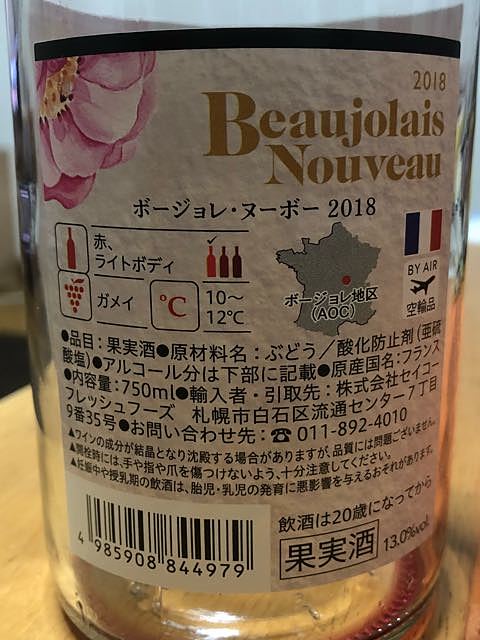 2018
Beaujolais
Nouveau
ボージョレ・ヌーボー 2018
赤、
ライトボディ
ガメイ
℃
10～
12℃
ボージョレ地区
(AOC)
BY AIR
空輸品
●品目：果実酒●原材料名：ぶどう／酸化防止剤（亜硫
酸塩)●アルコール分は下部に記載●原産国名：フランス
●内容量：750ml●輸入者・引取先：株式会社セイコー
フレッシュフーズ 札幌市白石区流通センター7丁目
9番35号●お問い合わせ先：☎011-892-4010
▲ワインの成分が結晶となり沈殿する場合がありますが、品質には問題ございません。
▲開栓時には、手や指や爪を傷つけないよう、十分注意してください。
▲妊娠中や授乳期の飲酒は、胎児・乳児の発育に悪影響を与えるおそれがあります。
飲酒は20歳になってから
果実酒 13.0%vol.
4 985908 844979